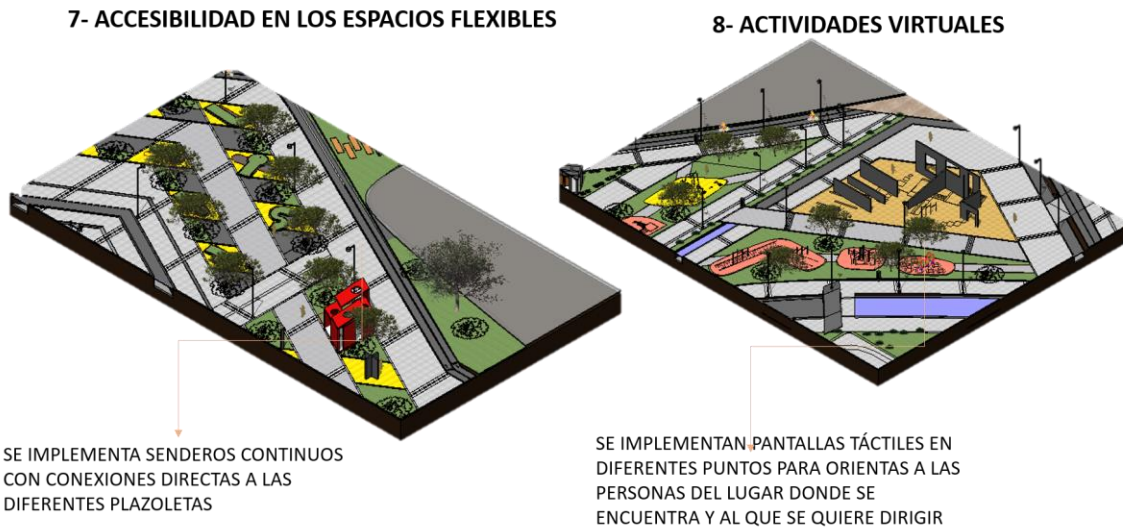 7- ACCESIBILIDAD EN LOS ESPACIOS FLEXIBLES
SE IMPLEMENTA SENDEROS CONTINUOS
CON CONEXIONES DIRECTAS A LAS
DIFERENTES PLAZOLETAS
8- ACTIVIDADES VIRTUALES
SE IMPLEMENTAN PANTALLAS TÁCTILES EN
DIFERENTES PUNTOS PARA ORIENTAS A LAS
PERSONAS DEL LUGAR DONDE SE
ENCUENTRA Y AL QUE SE QUIERE DIRIGIR